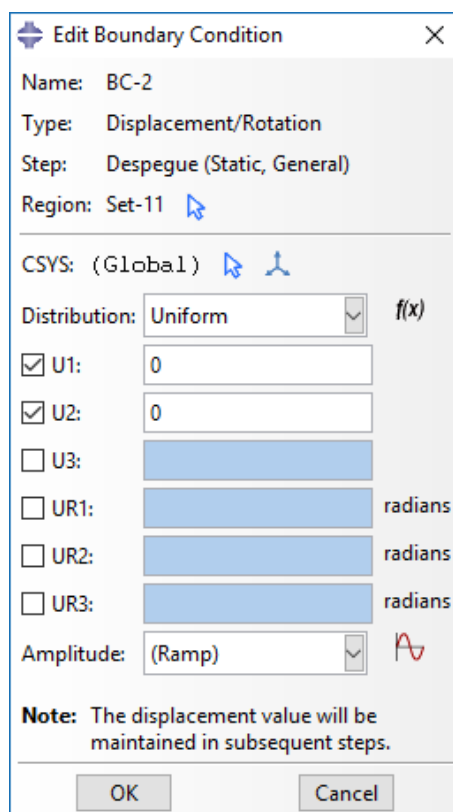 Edit Boundary Condition
Name: BC-2
Type: Displacement/Rotation
Step: Despegue (Static, General)
Region: Set-11
CSYS: (Global)
Distribution: Uniform f(x)
U1: 0
U2: 0
U3:
UR1: radians
UR2: radians
UR3: radians
Amplitude: (Ramp)
Note: The displacement value will be
maintained in subsequent steps.
OK Cancel